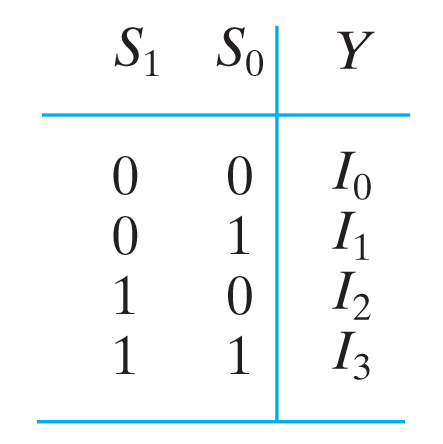 S₁ S₀ Y
0 0 I₀
0 1 I₁
1 0 I₂
1 1 I₃